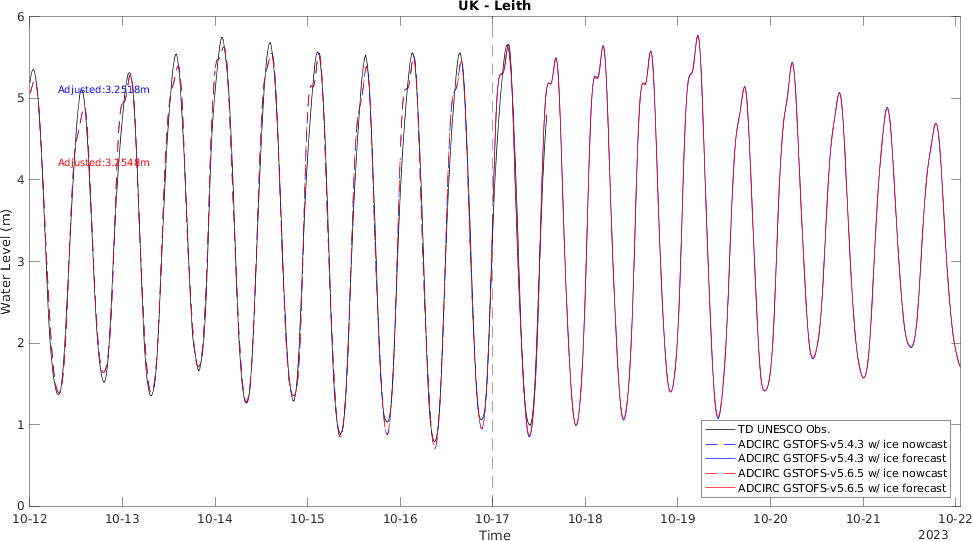 UK - Leith
6
5
4
3
2
1
0
Water Level (m)
Adjusted:3.2518m
Adjusted:3.2548m
TD UNESCO Obs.
ADCIRC GSTOFS-v5.4.3 w/ ice nowcast
ADCIRC GSTOFS-v5.4.3 w/ ice forecast
ADCIRC GSTOFS-v5.6.5 w/ ice nowcast
ADCIRC GSTOFS-v5.6.5 w/ ice forecast
10-12 10-13 10-14 10-15 10-16 10-17 10-18 10-19 10-20 10-21 10-22
Time
2023